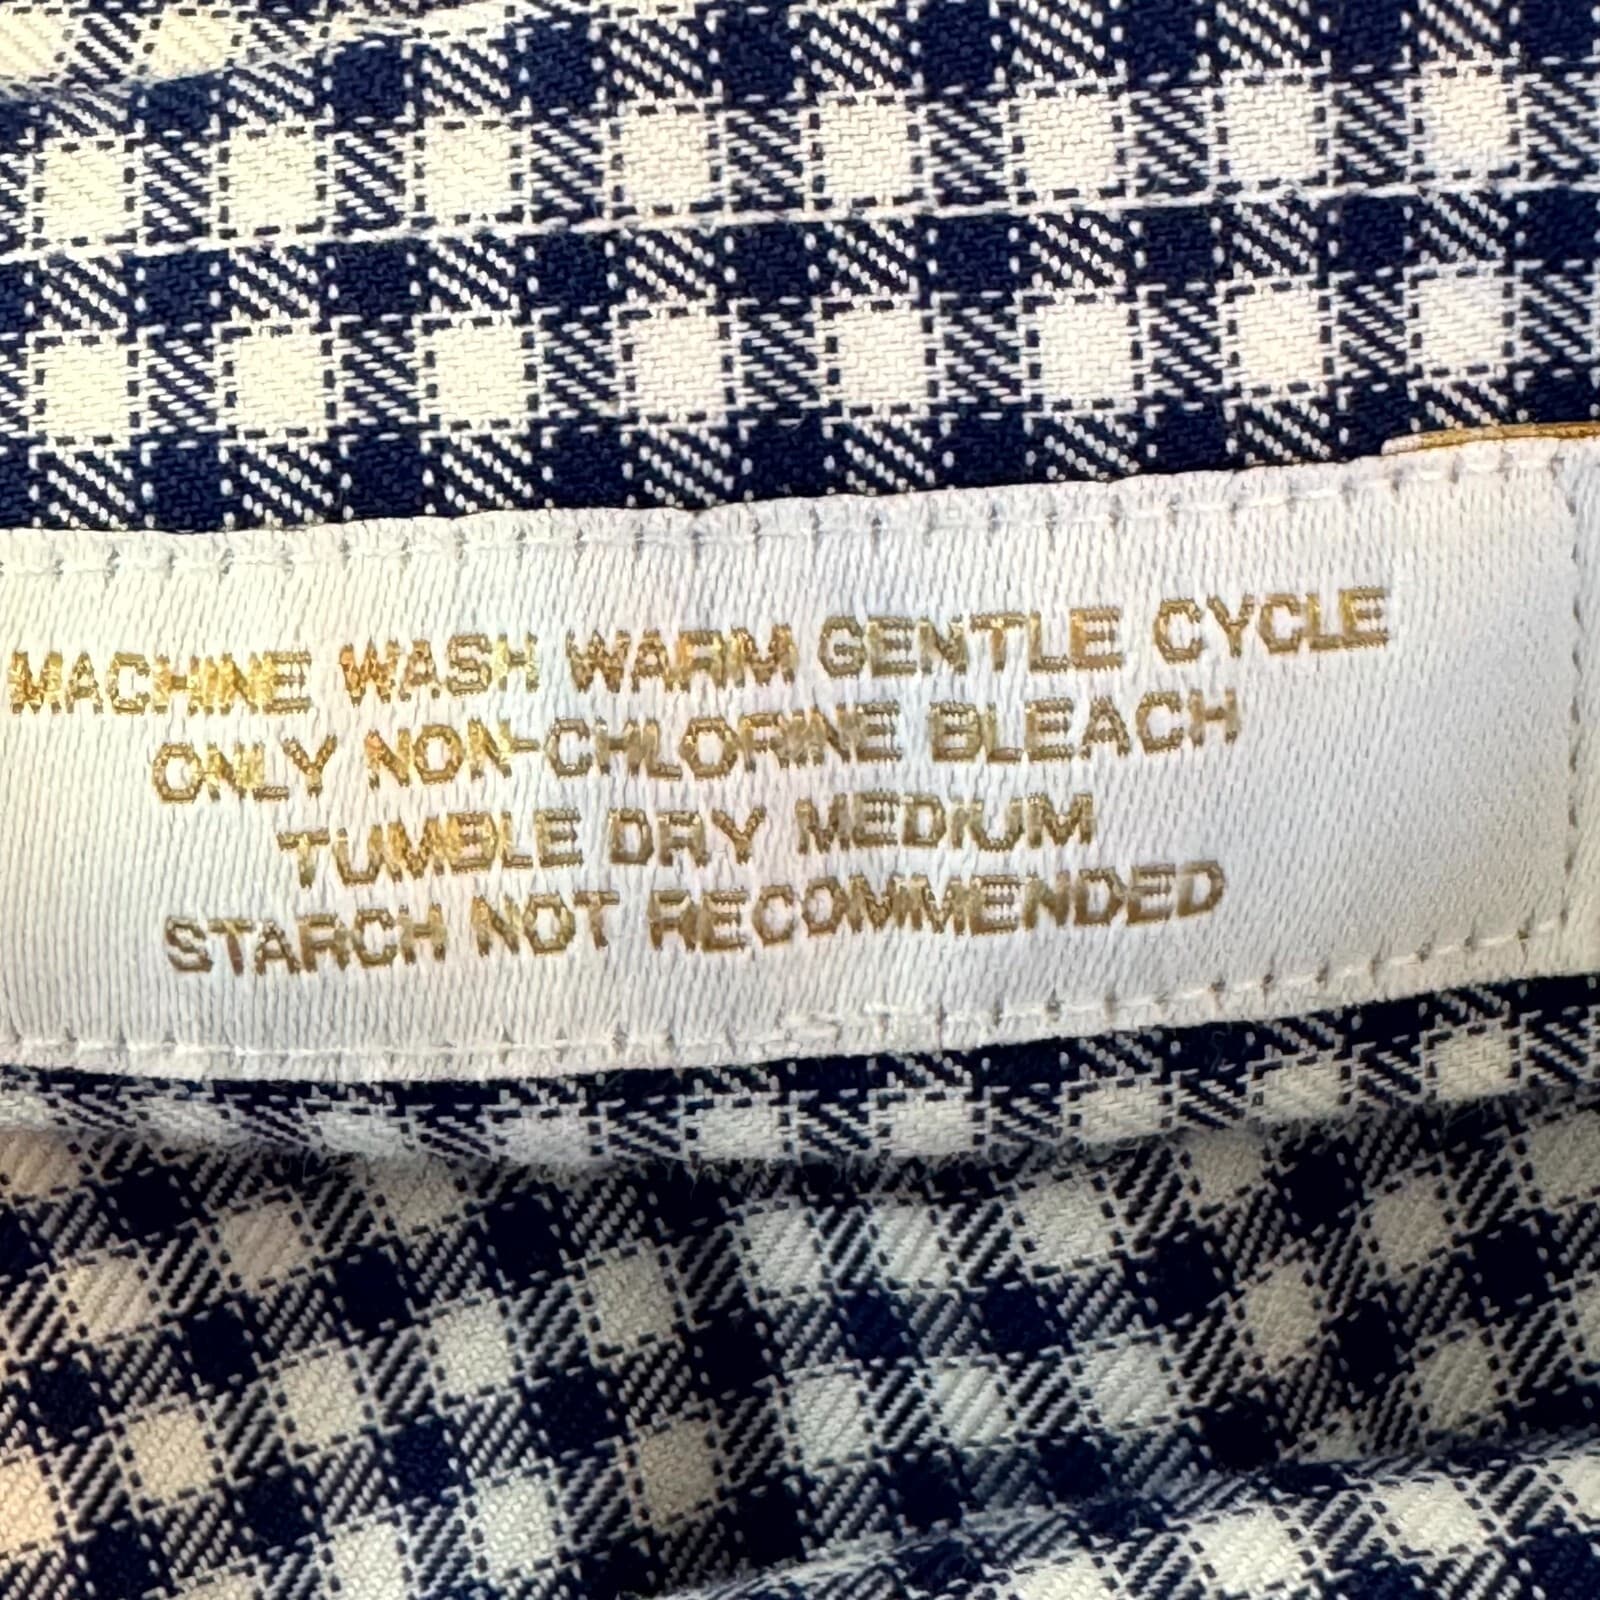 MACHINE WASH WARM GENTLE CYCLE
ONLY NON-CHLORINE BLEACH
TUMBLE DRY MEDIUM
STARCH NOT RECOMMENDED